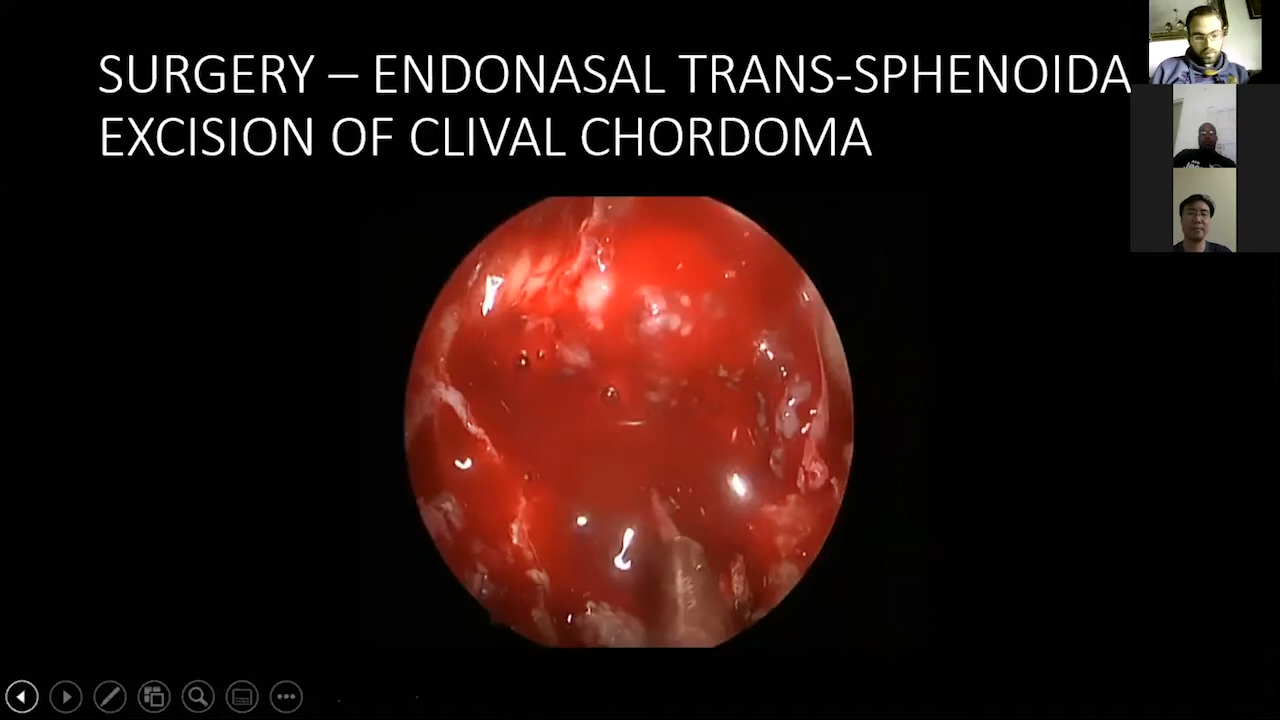 SURGERY – ENDONASAL TRANS-SPHENOIDA
EXCISION OF CLIVAL CHORDOMA